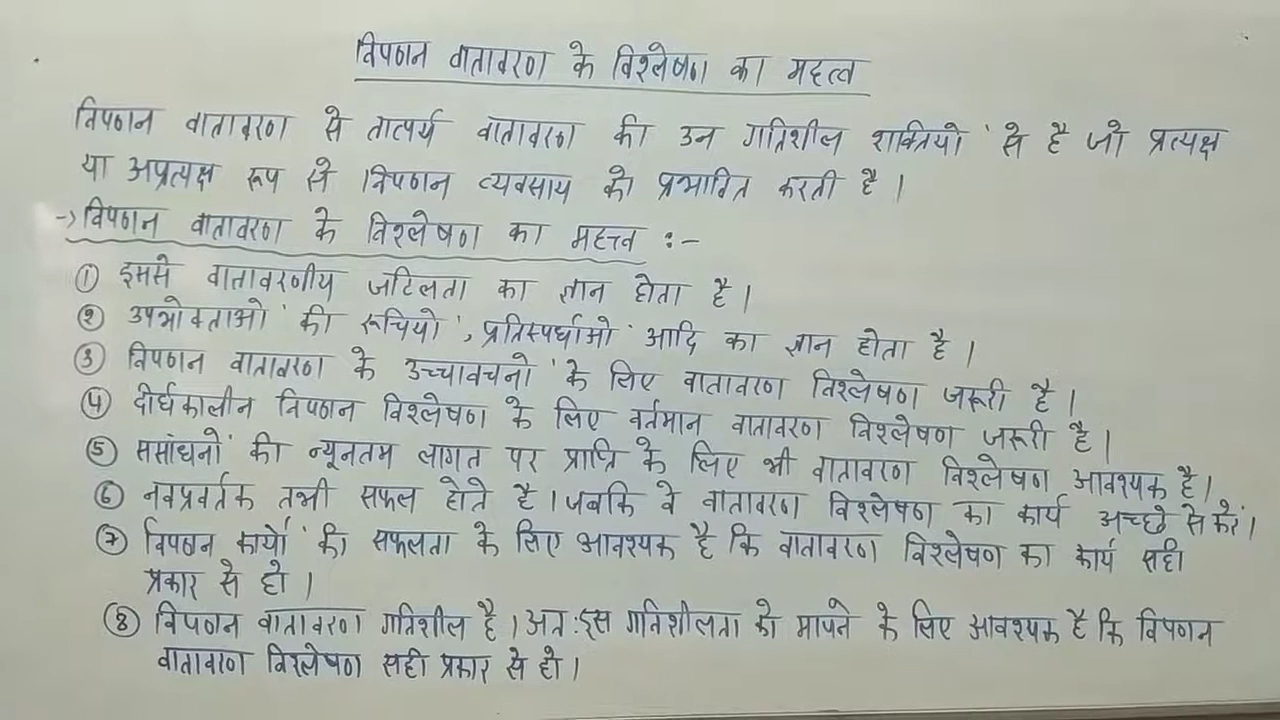 विपणन वातावरण के विश्लेषण का महत्व
विपणन वातावरण से तात्पर्य वातावरण की उन गतिशील शक्तियों से है जो प्रत्यक्ष
या अप्रत्यक्ष रूप से विपणन व्यवसाय को प्रभावित करती है।
-> विपणन वातावरण के विश्लेषण का महत्त्व :-
① इससे वातावरणीय जटिलता का ज्ञान होता है।
② उपभोक्ताओं की रूचियों, प्रतिस्पर्धाओं आदि का ज्ञान होता है।
③ विपणन वातावरण के उच्चावचनों के लिए वातावरण विश्लेषण जरूरी है।
④ दीर्घकालीन विपणन विश्लेषण के लिए वर्तमान वातावरण विश्लेषण जरूरी है।
⑤ ससांधनों की न्यूनतम लागत पर प्राप्ति के लिए भी वातावरण विश्लेषण आवश्यक है।
⑥ नवप्रवर्तक तभी सफल होते है। जबकि वे वातावरण विश्लेषण का कार्य अच्छे से करें।
⑦ विपणन कार्यों की सफलता के लिए आवश्यक है कि वातावरण विश्लेषण का कार्य सही
प्रकार से हो।
⑧ विपणन वातावरण गतिशील है। अत: इस गतिशीलता को मापने के लिए आवश्यक है कि विपणन
वातावरण विश्लेषण सही प्रकार से हो।